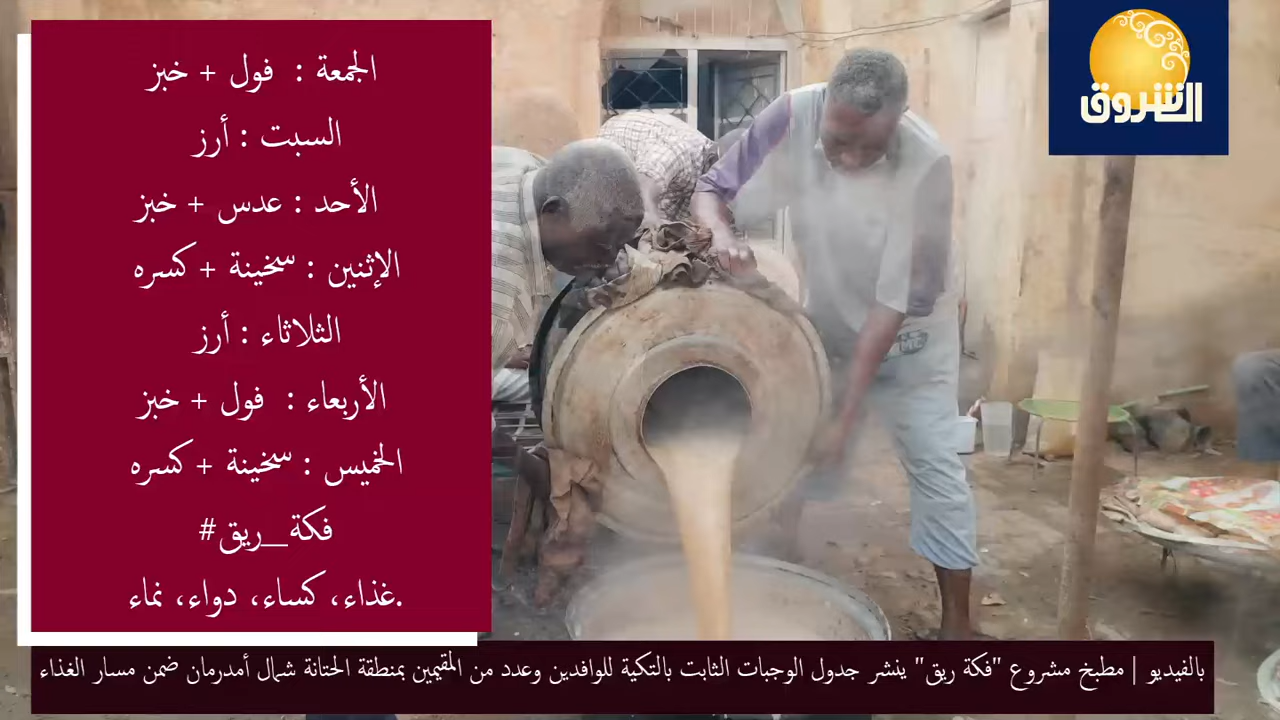 الجمعة : فول + خبز
السبت : أرز
الأحد : عدس + خبز
الإثنين : سخينة + كسره
الثلاثاء : أرز
الأربعاء : فول + خبز
الخميس : سخينة + كسره
#فكة_ريق
غذاء، كساء، دواء، نماء.
الشروق
بالفيديو | مطبخ مشروع "فكة ريق" ينشر جدول الوجبات الثابت بالتكية للوافدين وعدد من المقيمين بمنطقة الحتانة شمال أمدرمان ضمن مسار الغذاء